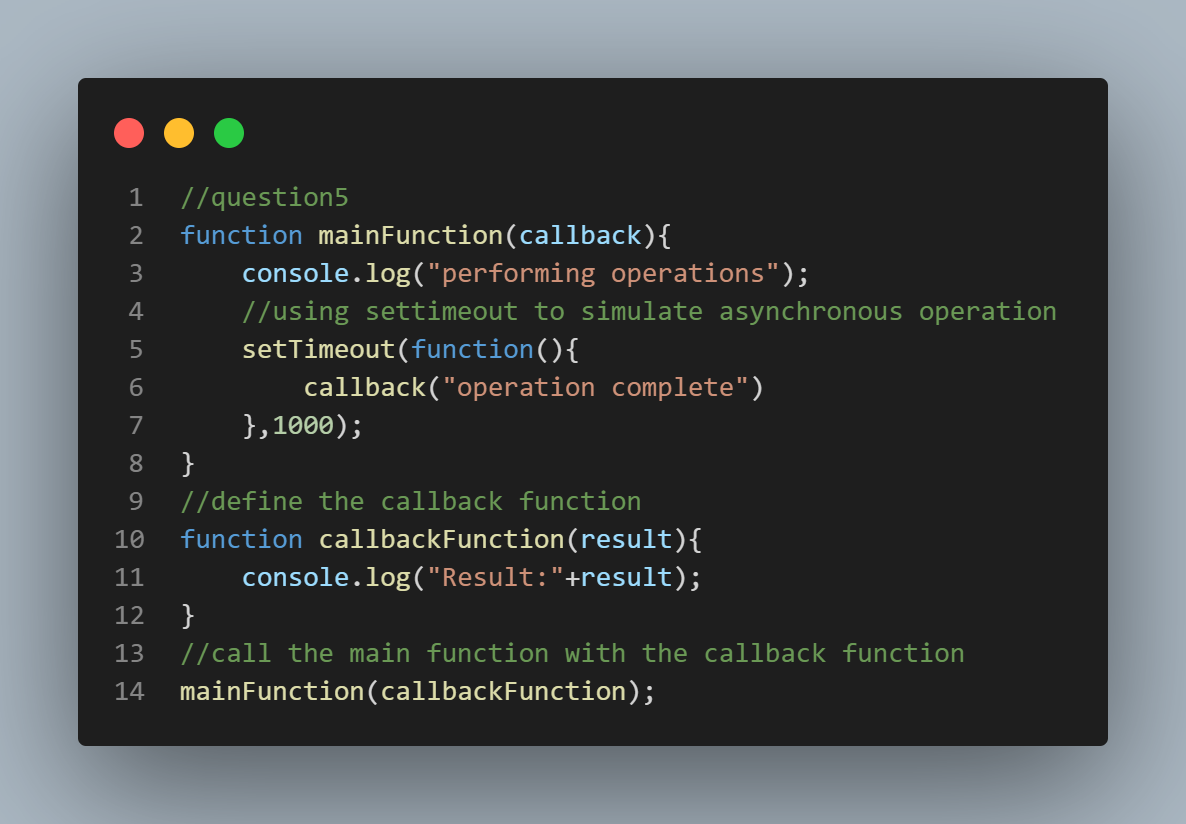 1 //question5
2 function mainFunction(callback){
3     console.log("performing operations");
4     //using settimeout to simulate asynchronous operation
5     setTimeout(function(){
6         callback("operation complete")
7     },1000);
8 }
9 //define the callback function
10 function callbackFunction(result){
11     console.log("Result:"+result);
12 }
13 //call the main function with the callback function
14 mainFunction(callbackFunction);